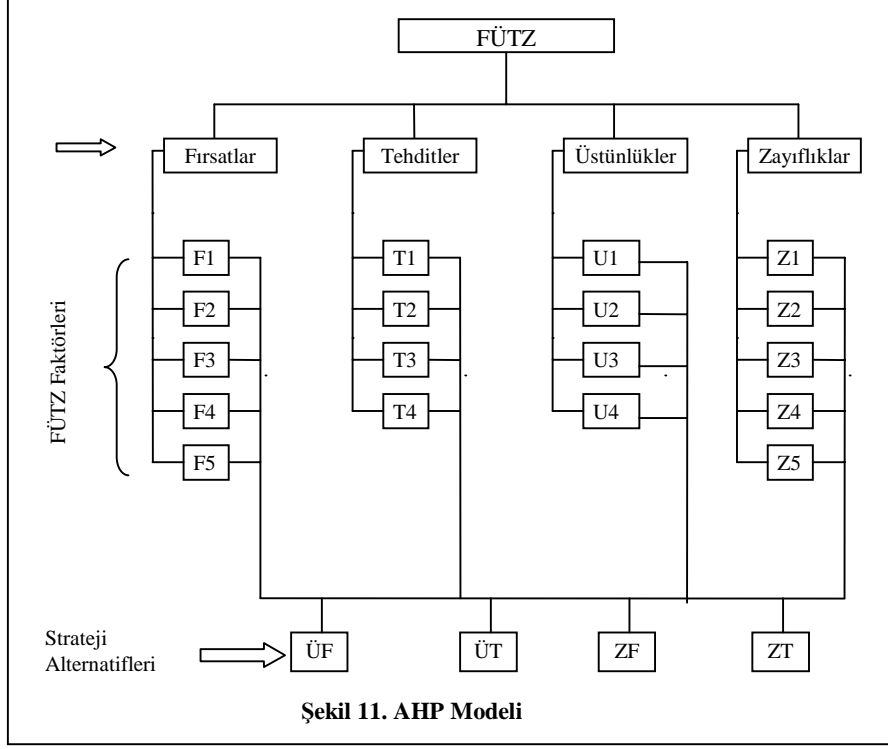 FÜTZ
Fırsatlar Tehditler Üstünlükler Zayıflıklar
F1 T1 U1 Z1
F2 T2 U2 Z2
F3 T3 U3 Z3
F4 T4 U4 Z4
F5 Z5
FÜTZ Faktörleri
Strateji
Alternatifleri
ÜF ÜT ZF ZT
Şekil 11. AHP Modeli